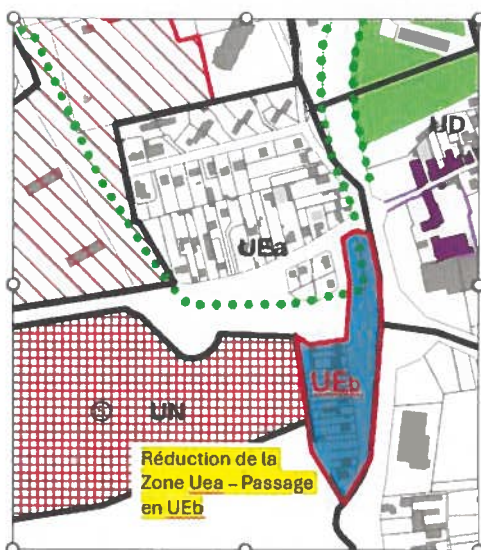 UD
UEa
UEb
UN
Réduction de la
Zone Uea – Passage
en UEb